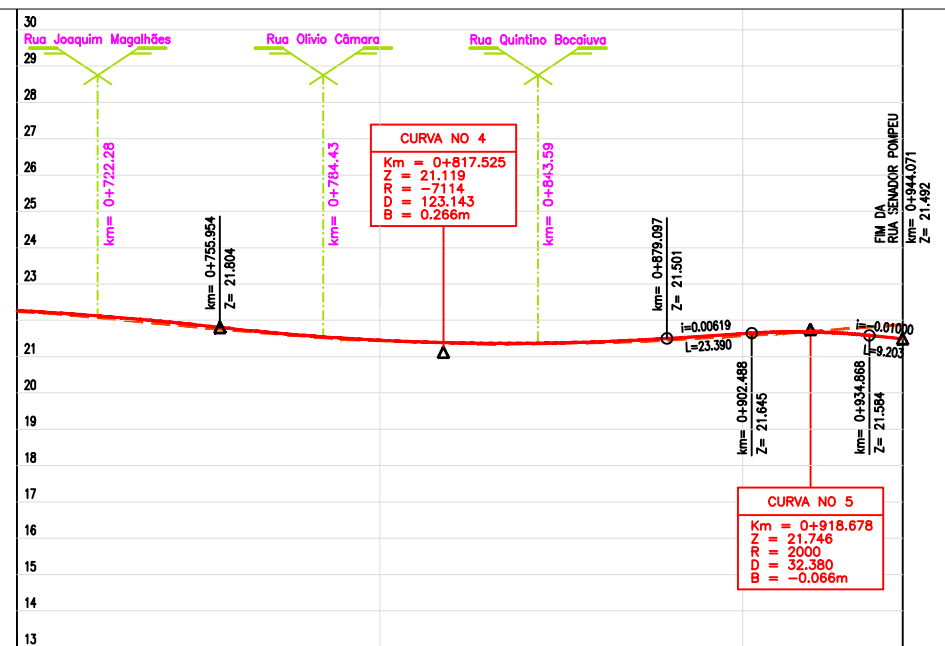 30
29
28
27
26
25
24
23
22
21
20
19
18
17
16
15
14
13
Rua Joaquim Magalhães
km= 0+722.28
Rua Olivio Câmara
km= 0+784.43
Rua Quintino Bocaiuva
km= 0+843.59
km= 0+755.954
Z= 21.804
CURVA NO 4
Km = 0+817.525
Z = 21.119
R = -7114
D = 123.143
B = 0.266m
km= 0+879.097
Z= 21.501
i=0.00619
L=23.390
km= 0+902.488
Z= 21.645
CURVA NO 5
Km = 0+918.678
Z = 21.746
R = 2000
D = 32.380
B = -0.066m
km= 0+934.868
Z= 21.584
i=-0.01000
L=9.203
FIM DA
RUA SENADOR POMPEU
km= 0+944.071
Z= 21.492